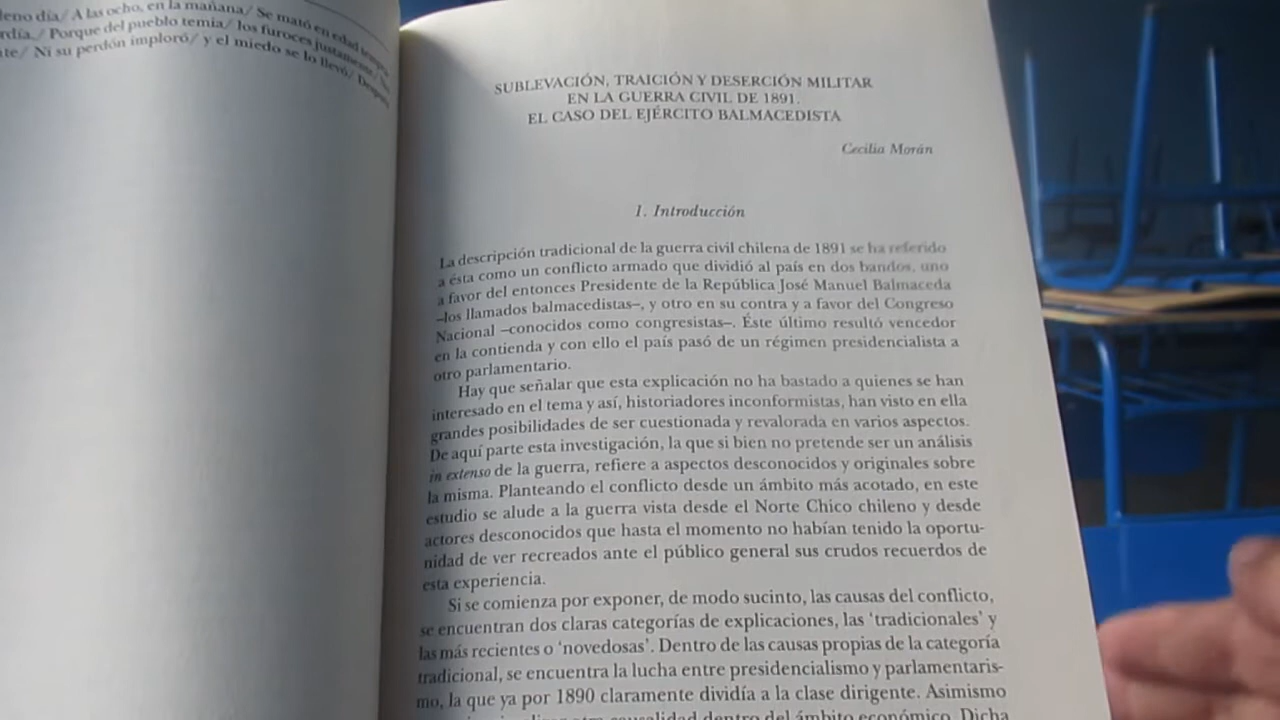 leno día/ A las ocho, en la mañana/ Se mató en edad
rdía./ Porque del pueblo temía/ los furoces justamente/
te/ Ni su perdón imploró/ y el miedo se lo llevó/ Después
SUBLEVACIÓN, TRAICIÓN Y DESERCIÓN MILITAR
EN LA GUERRA CIVIL DE 1891.
EL CASO DEL EJÉRCITO BALMACEDISTA
Cecilia Morán
1. Introducción
La descripción tradicional de la guerra civil chilena de 1891 se ha referido
a ésta como un conflicto armado que dividió al país en dos bandos, uno
a favor del entonces Presidente de la República José Manuel Balmaceda
–los llamados balmacedistas–, y otro en su contra y a favor del Congreso
Nacional –conocidos como congresistas–. Éste último resultó vencedor
en la contienda y con ello el país pasó de un régimen presidencialista a
otro parlamentario.
Hay que señalar que esta explicación no ha bastado a quienes se han
interesado en el tema y así, historiadores inconformistas, han visto en ella
grandes posibilidades de ser cuestionada y revalorada en varios aspectos.
De aquí parte esta investigación, la que si bien no pretende ser un análisis
in extenso de la guerra, refiere a aspectos desconocidos y originales sobre
la misma. Planteando el conflicto desde un ámbito más acotado, en este
estudio se alude a la guerra vista desde el Norte Chico chileno y desde
actores desconocidos que hasta el momento no habían tenido la oportu-
nidad de ver recreados ante el público general sus crudos recuerdos de
esta experiencia.
Si se comienza por exponer, de modo sucinto, las causas del conflicto,
se encuentran dos claras categorías de explicaciones, las ‘tradicionales’ y
las más recientes o ‘novedosas’. Dentro de las causas propias de la categoría
tradicional, se encuentra la lucha entre presidencialismo y parlamentaris-
mo, la que ya por 1890 claramente dividía a la clase dirigente. Asimismo
otra causalidad dentro del ámbito económico. Dicha